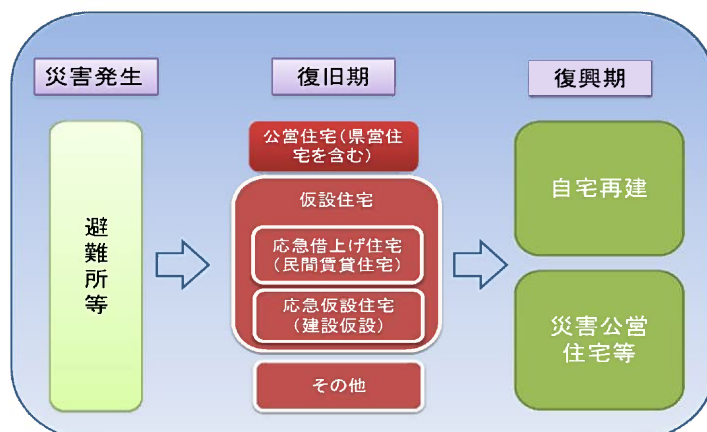 災害発生
復旧期
復興期
避難所等
公営住宅(県営住
宅を含む)
仮設住宅
応急借上げ住宅
(民間賃貸住宅)
応急仮設住宅
(建設仮設)
その他
自宅再建
災害公営
住宅等